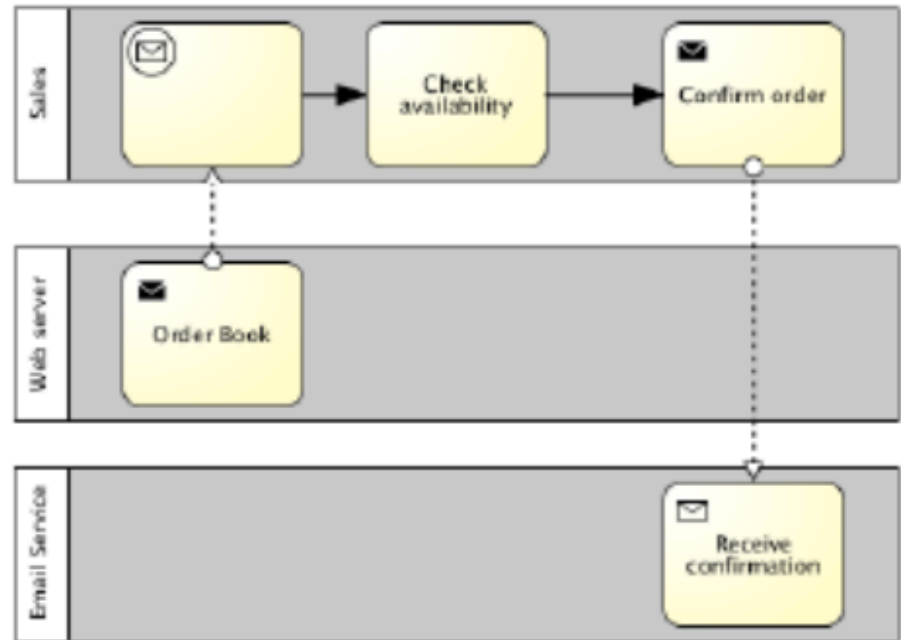 Sales
Check
availability
Confirm order
Web server
Order Book
Email Service
Receive
confirmation